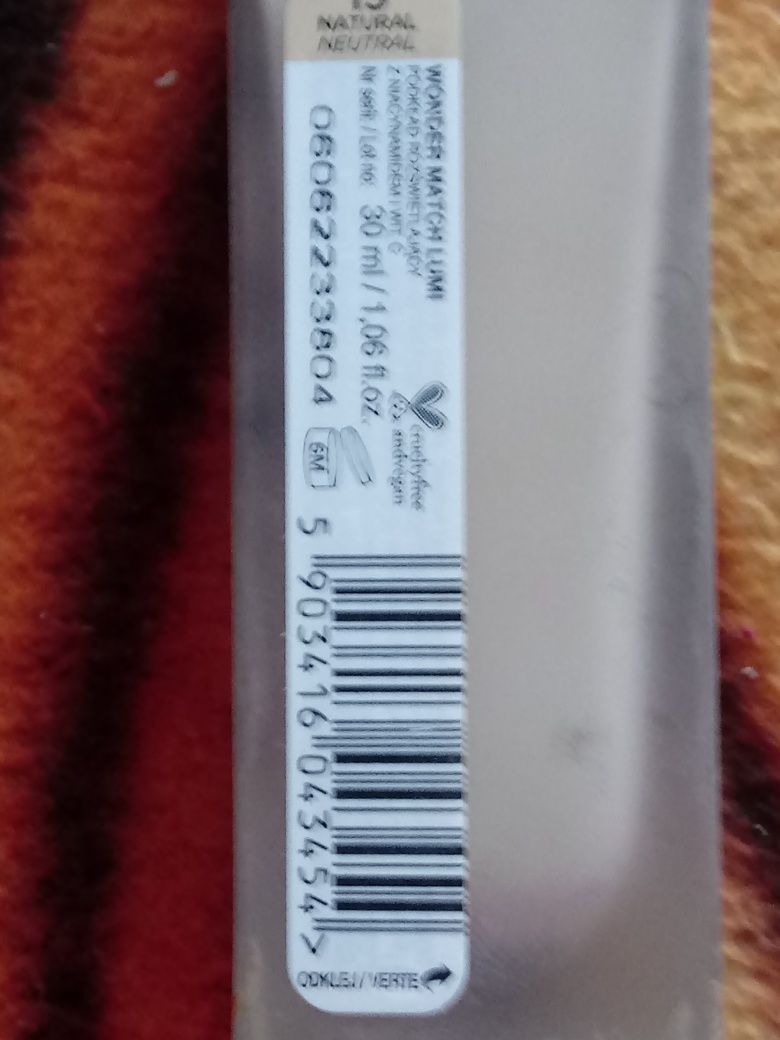 NATURAL
NEUTRAL
WONDER MATCH LUMI
PODKŁAD ROZŚWIETLAJĄCY
Z NIACYNAMIDEM I WIT. C
Nr serii: / Lot no: 30 ml / 1,06 fl.oz.
crueltyfree
andvegan
06062233804
6M
5 903416 043454 >
ODKLEJ / VERTE